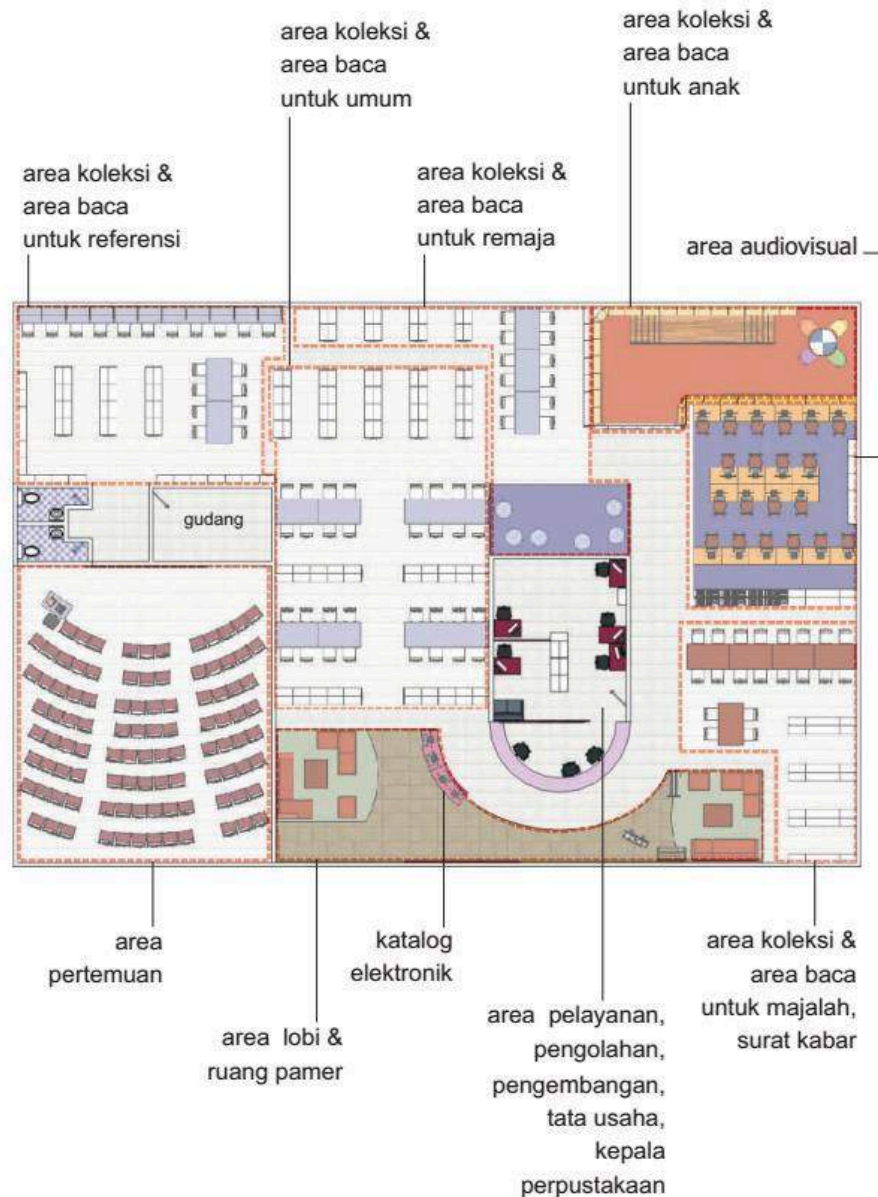 area koleksi &
area baca
untuk umum
area koleksi &
area baca
untuk anak
area koleksi &
area baca
untuk referensi
area koleksi &
area baca
untuk remaja
area audiovisual
gudang
area
pertemuan
katalog
elektronik
area koleksi &
area baca
untuk majalah,
surat kabar
area lobi &
ruang pamer
area pelayanan,
pengolahan,
pengembangan,
tata usaha,
kepala
perpustakaan